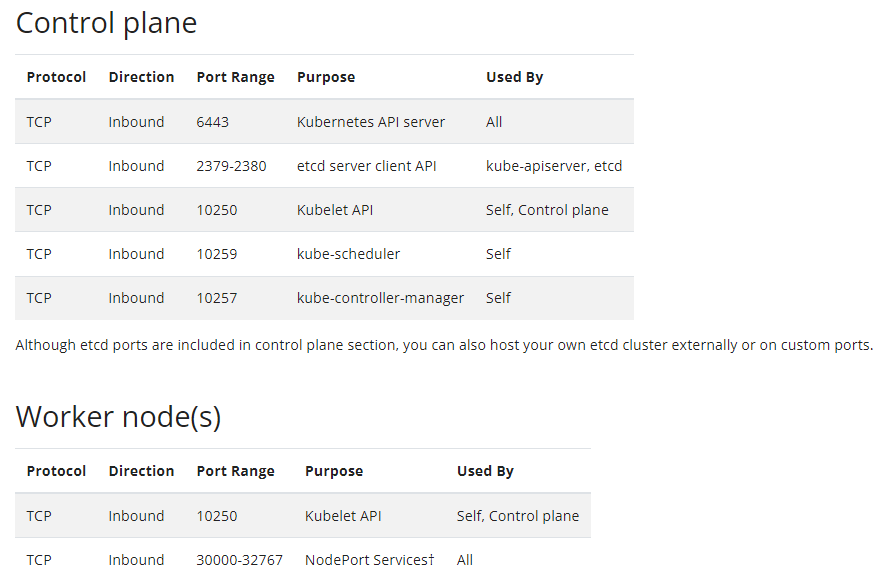 Control plane
Protocol Direction Port Range Purpose Used By
TCP Inbound 6443 Kubernetes API server All
TCP Inbound 2379-2380 etcd server client API kube-apiserver, etcd
TCP Inbound 10250 Kubelet API Self, Control plane
TCP Inbound 10259 kube-scheduler Self
TCP Inbound 10257 kube-controller-manager Self
Although etcd ports are included in control plane section, you can also host your own etcd cluster externally or on custom ports.
Worker node(s)
Protocol Direction Port Range Purpose Used By
TCP Inbound 10250 Kubelet API Self, Control plane
TCP Inbound 30000-32767 NodePort Services† All